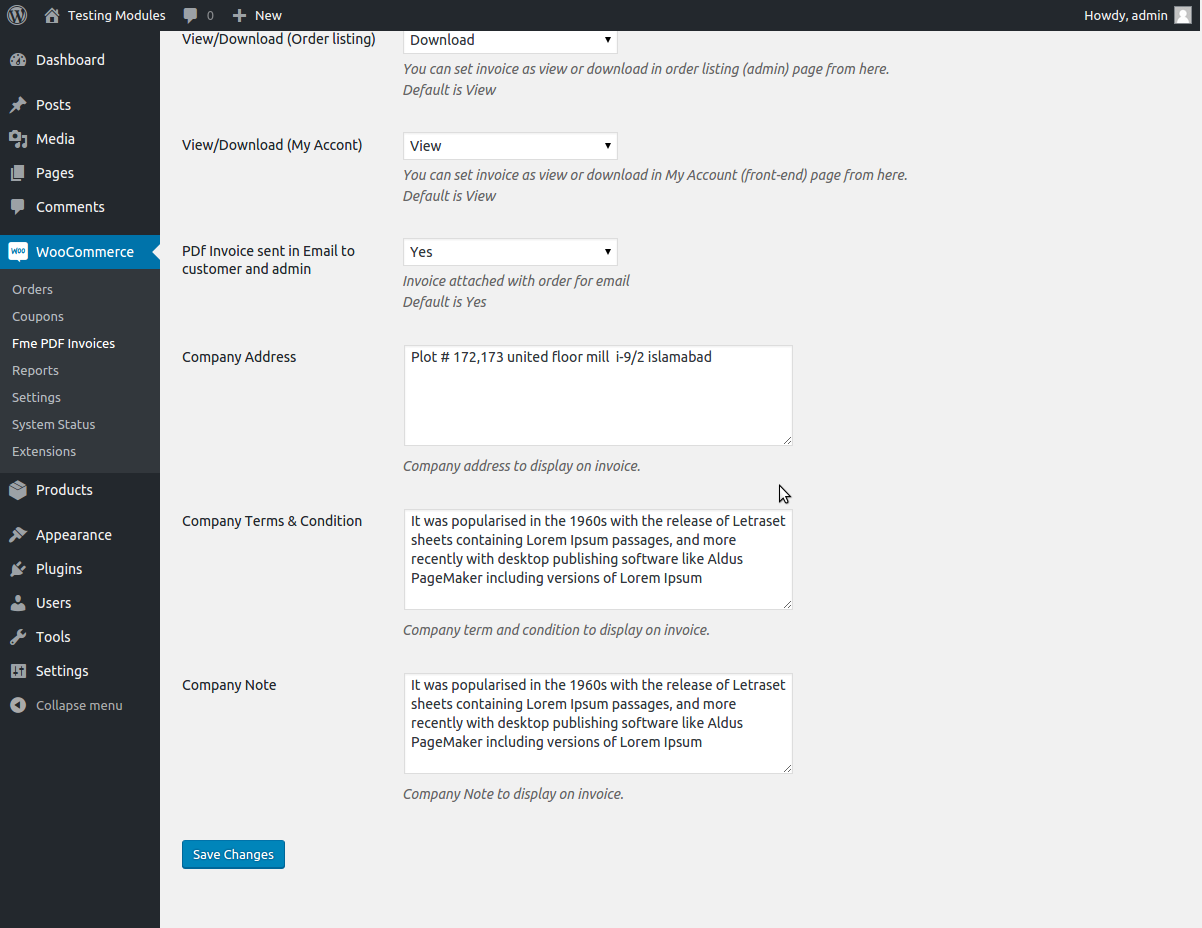 Testing Modules
0
New
Howdy, admin
Dashboard
Posts
Media
Pages
Comments
WOO
WooCommerce
Orders
Coupons
Fme PDF Invoices
Reports
Settings
System Status
Extensions
Products
Appearance
Plugins
Users
Tools
Settings
Collapse menu
View/Download (Order listing)
Download
You can set invoice as view or download in order listing (admin) page from here.
Default is View
View/Download (My Accont)
View
You can set invoice as view or download in My Account (front-end) page from here.
Default is View
PDf Invoice sent in Email to
customer and admin
Yes
Invoice attached with order for email
Default is Yes
Company Address
Plot # 172,173 united floor mill  i-9/2 islamabad
Company address to display on invoice.
Company Terms & Condition
It was popularised in the 1960s with the release of Letraset
sheets containing Lorem Ipsum passages, and more
recently with desktop publishing software like Aldus
PageMaker including versions of Lorem Ipsum
Company term and condition to display on invoice.
Company Note
It was popularised in the 1960s with the release of Letraset
sheets containing Lorem Ipsum passages, and more
recently with desktop publishing software like Aldus
PageMaker including versions of Lorem Ipsum
Company Note to display on invoice.
Save Changes